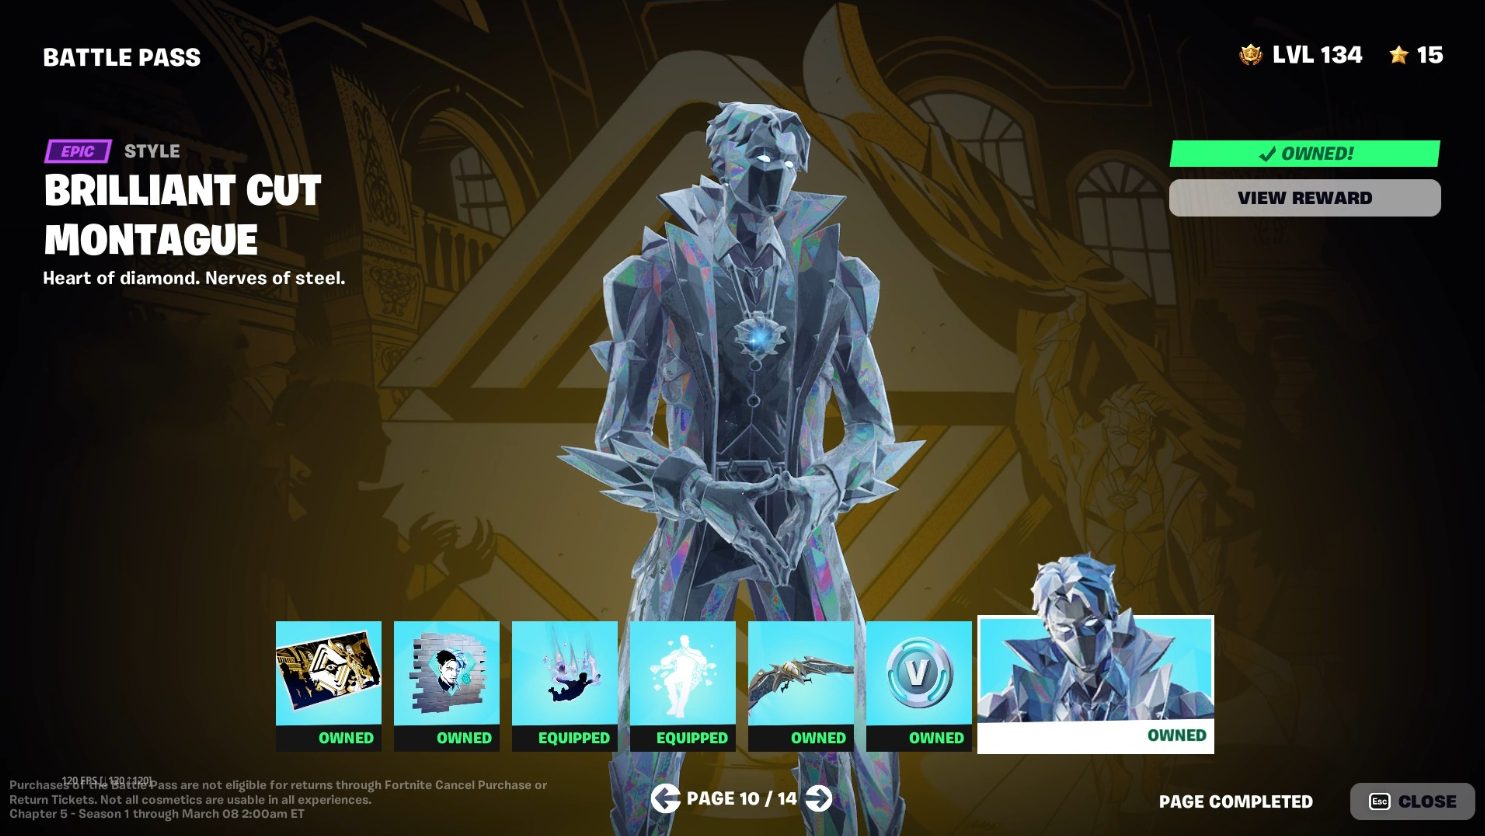 BATTLE PASS
LVL 134
15
EPIC
STYLE
BRILLIANT CUT
MONTAGUE
Heart of diamond. Nerves of steel.
OWNED!
VIEW REWARD
V
OWNED
OWNED
EQUIPPED
EQUIPPED
OWNED
OWNED
OWNED
Purchases of the Battle Pass are not eligible for returns through Fortnite Cancel Purchase or
Return Tickets. Not all cosmetics are usable in all experiences.
Chapter 5 - Season 1 through March 08 2:00am ET
PAGE 10 / 14
PAGE COMPLETED
Esc CLOSE